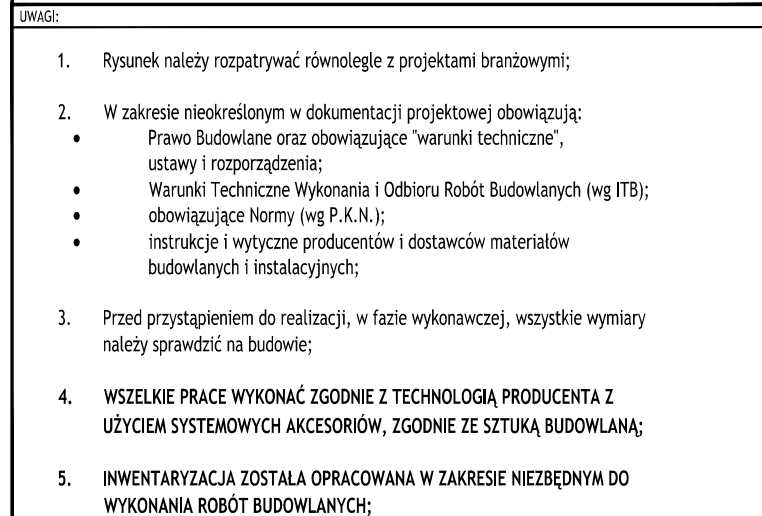 UWAGI:
1. Rysunek należy rozpatrywać równolegle z projektami branżowymi;
2. W zakresie nieokreślonym w dokumentacji projektowej obowiązują:
• Prawo Budowlane oraz obowiązujące "warunki techniczne",
ustawy i rozporządzenia;
• Warunki Techniczne Wykonania i Odbioru Robót Budowlanych (wg ITB);
• obowiązujące Normy (wg P.K.N.);
• instrukcje i wytyczne producentów i dostawców materiałów
budowlanych i instalacyjnych;
3. Przed przystąpieniem do realizacji, w fazie wykonawczej, wszystkie wymiary
należy sprawdzić na budowie;
4. WSZELKIE PRACE WYKONAĆ ZGODNIE Z TECHNOLOGIĄ PRODUCENTA Z
UŻYCIEM SYSTEMOWYCH AKCESORIÓW, ZGODNIE ZE SZTUKĄ BUDOWLANĄ;
5. INWENTARYZACJA ZOSTAŁA OPRACOWANA W ZAKRESIE NIEZBĘDNYM DO
WYKONANIA ROBÓT BUDOWLANYCH;